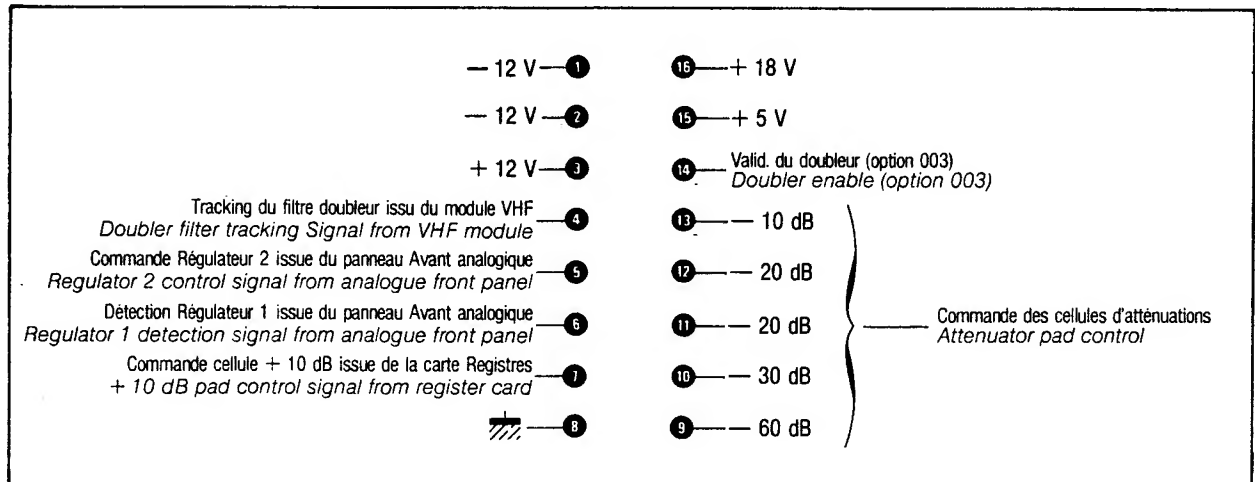 — 12 V 1
16 + 18 V
— 12 V 2
15 + 5 V
+ 12 V 3
14 Valid. du doubleur (option 003)
Doubler enable (option 003)
Tracking du filtre doubleur issu du module VHF
Doubler filter tracking Signal from VHF module
4
13 — 10 dB
Commande Régulateur 2 issue du panneau Avant analogique
Regulator 2 control signal from analogue front panel
5
12 — 20 dB
Détection Régulateur 1 issue du panneau Avant analogique
Regulator 1 detection signal from analogue front panel
6
11 — 20 dB
Commande des cellules d'atténuations
Attenuator pad control
Commande cellule + 10 dB issue de la carte Registres
+ 10 dB pad control signal from register card
7
10 — 30 dB
8
9 — 60 dB